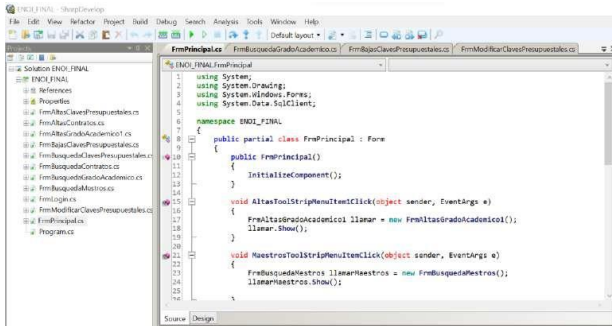 ENOI_FINAL - SharpDevelop
File Edit View Refactor Project Build Debug Search Analysis Tools Window Help
Default layout
Projects
Solution ENOI_FINAL
ENOI_FINAL
References
Properties
FrmAltasClavesPresupuestales.cs
FrmAltasContratos.cs
FrmAltasGradoAcademico1.cs
FrmBajasClavesPresupuestales.cs
FrmBusquedaClavesPresupuestales.cs
FrmBusquedaContratos.cs
FrmBusquedaGradoAcademico.cs
FrmBusquedaMestros.cs
FrmLogin.cs
FrmModificarClavesPresupuestales.cs
FrmPrincipal.cs
Program.cs
FrmPrincipal.cs FrmBusquedaGradoAcademico.cs FrmBajasClavesPresupuestales.cs FrmModificarClavesPresupuestales.cs
ENOI_FINAL.FrmPrincipal
1 using System;
2 using System.Drawing;
3 using System.Windows.Forms;
4 using System.Data.SqlClient;
5
6 namespace ENDI_FINAL
7 {
8 public partial class FrmPrincipal : Form
9 {
10 public FrmPrincipal()
11 {
12 InitializeComponent();
13 }
14
15 void AltasToolStripMenuItem1Click(object sender, EventArgs e)
16 {
17 FrmAltasGradoAcademico1 llamar = new FrmAltasGradoAcademico1();
18 llamar.Show();
19 }
20
21 void MaestrosToolStripMenuItemClick(object sender, EventArgs e)
22 {
23 FrmBusquedaMestros llamarMaestros = new FrmBusquedaMestros();
24 llamarMaestros.Show();
25
26 }
Source Design